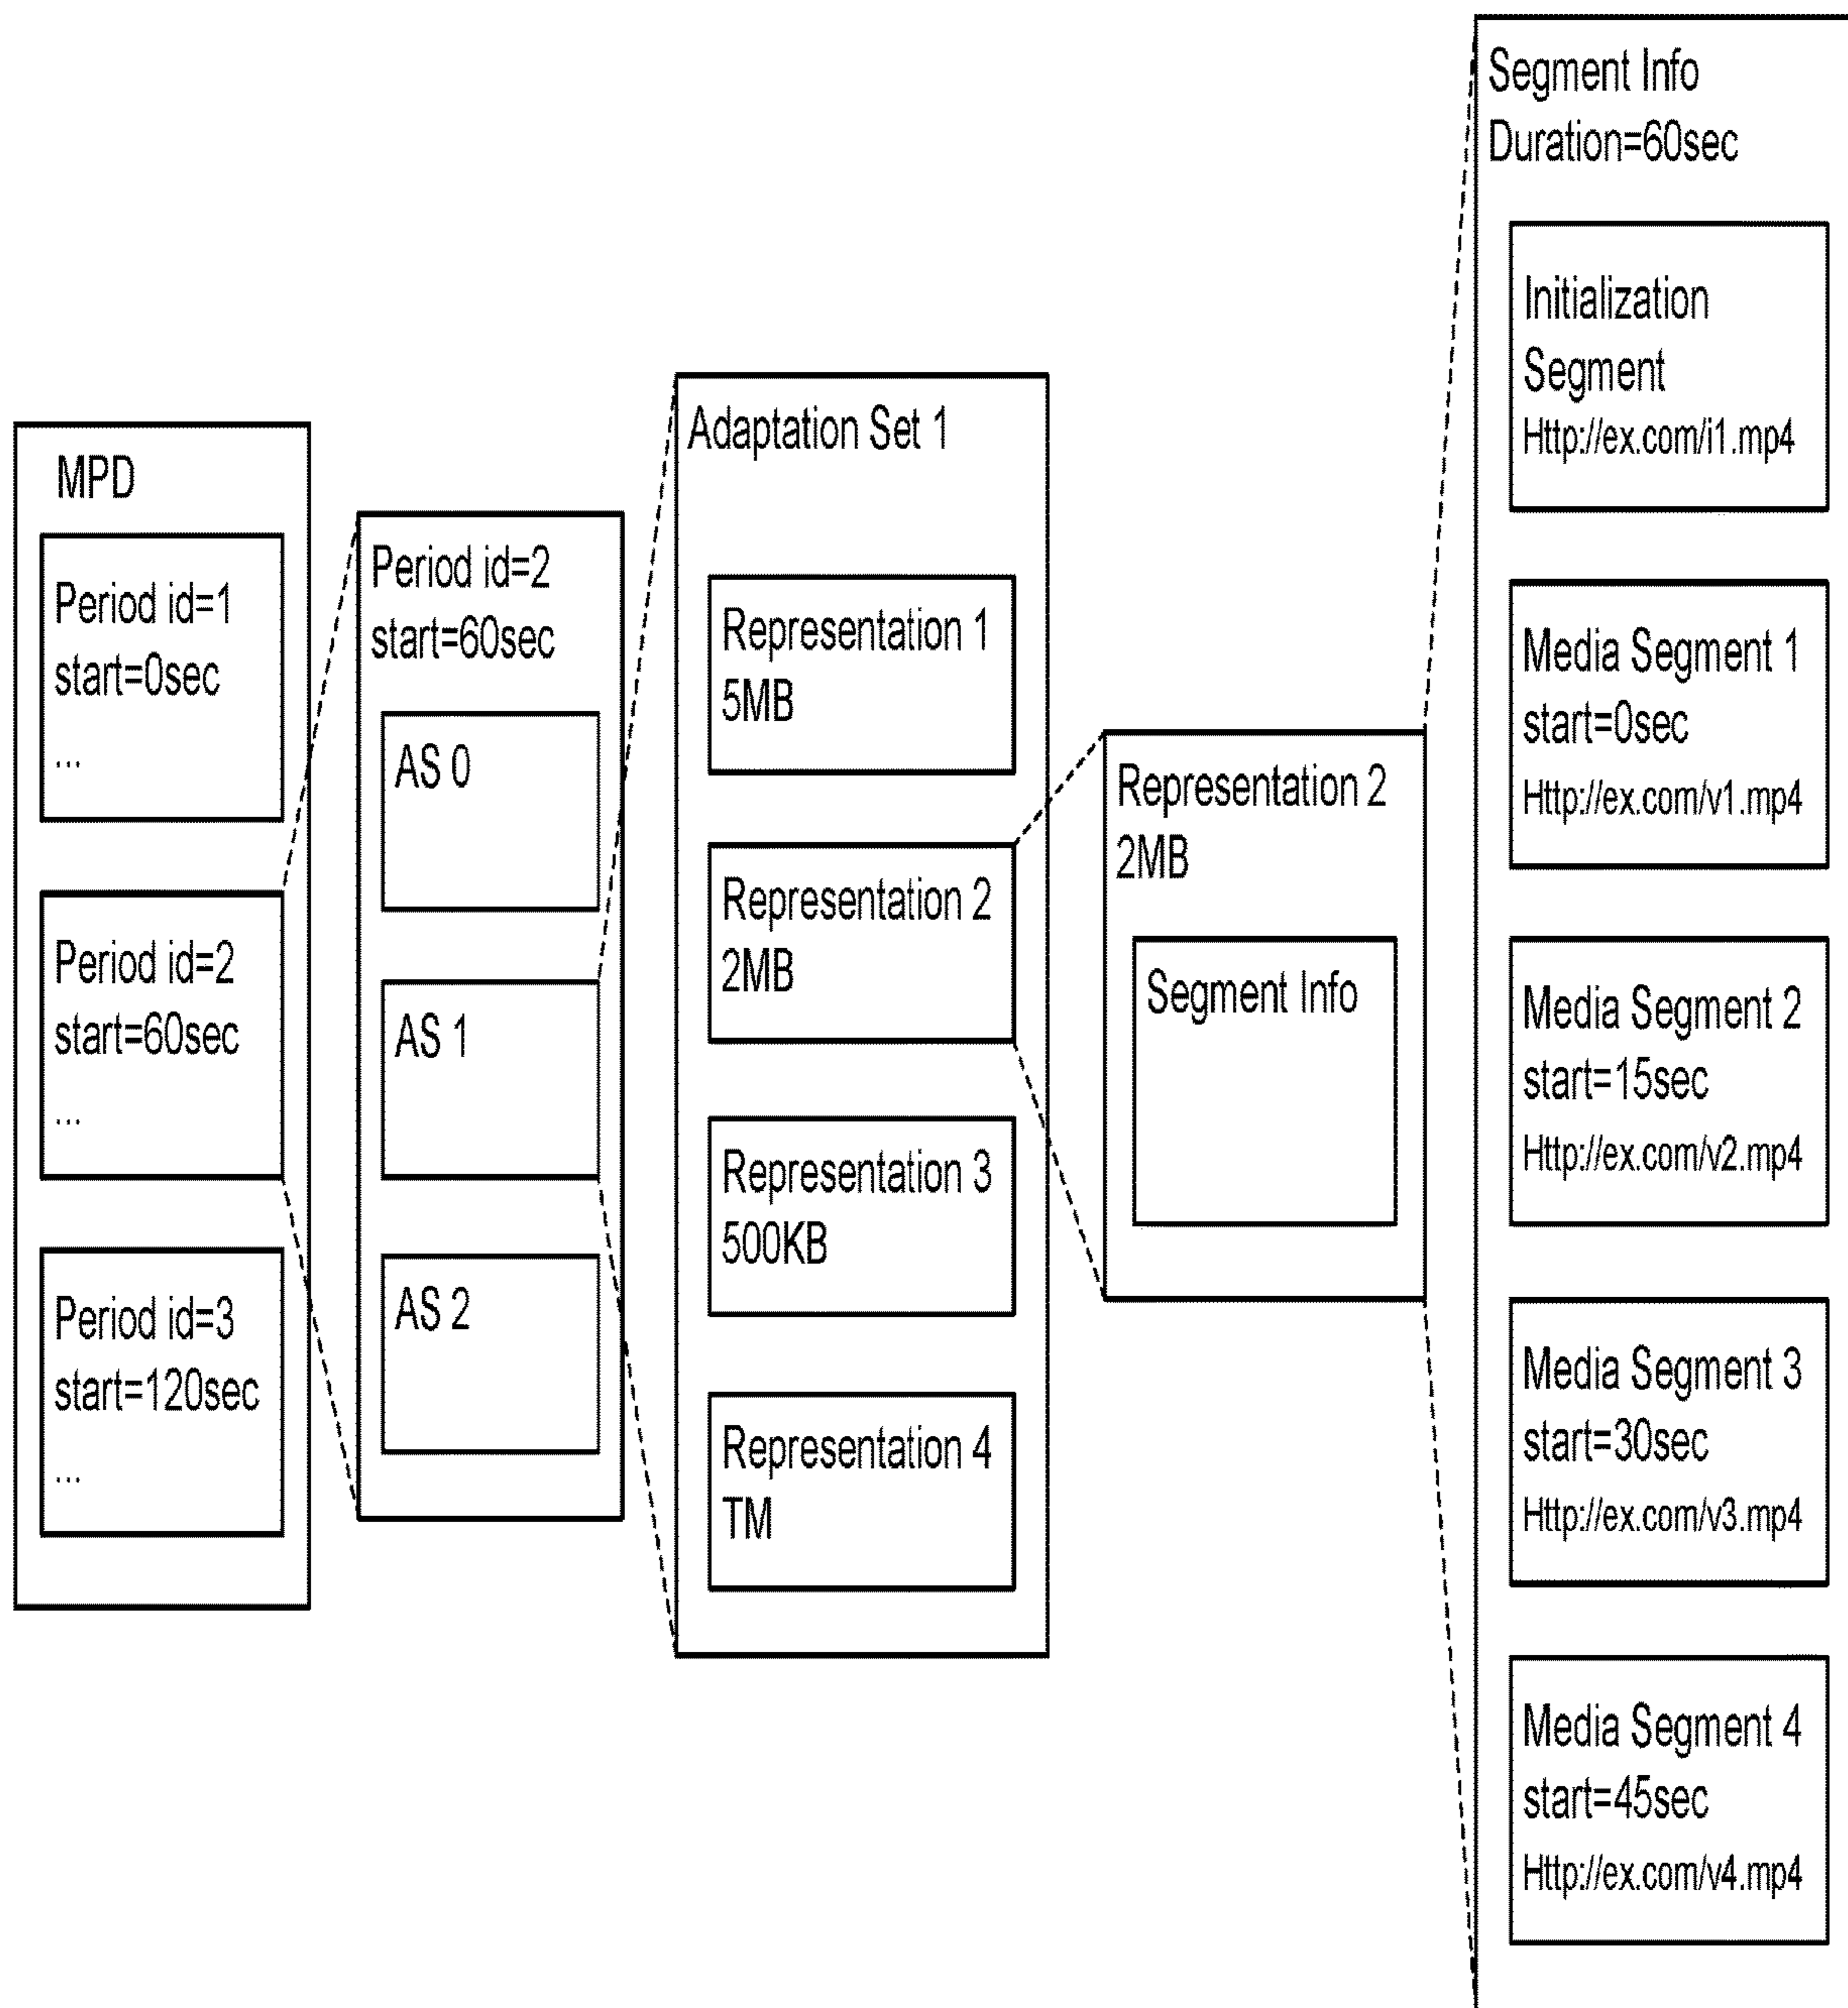 MPD
Period id=1
start=0sec
...
Period id=2
start=60sec
...
Period id=3
start=120sec
...
Period id=2
start=60sec
AS 0
AS 1
AS 2
Adaptation Set 1
Representation 1
5MB
Representation 2
2MB
Representation 3
500KB
Representation 4
TM
Representation 2
2MB
Segment Info
Segment Info
Duration=60sec
Initialization
Segment
Http://ex.com/i1.mp4
Media Segment 1
start=0sec
Http://ex.com/v1.mp4
Media Segment 2
start=15sec
Http://ex.com/v2.mp4
Media Segment 3
start=30sec
Http://ex.com/v3.mp4
Media Segment 4
start=45sec
Http://ex.com/v4.mp4